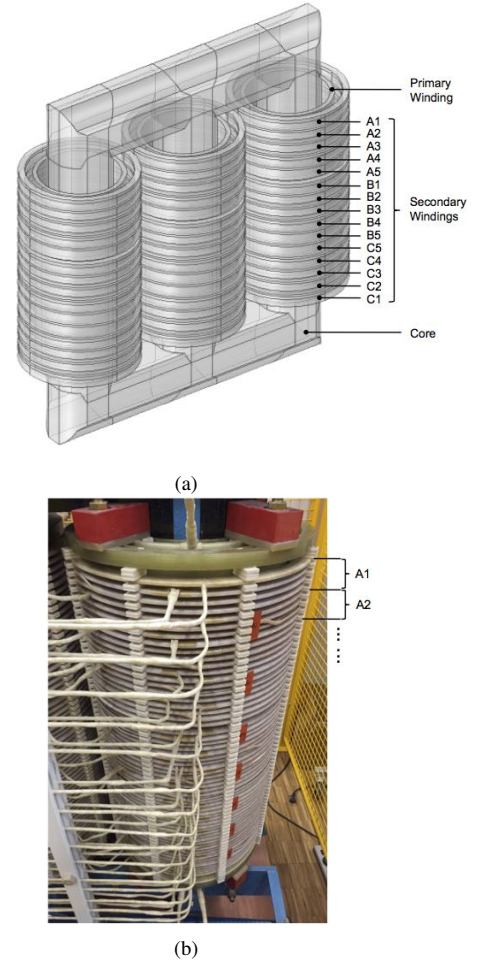 Primary
Winding
A1
A2
A3
A4
A5
B1
B2
B3
B4
B5
C5
C4
C3
C2
C1
Secondary
Windings
Core
(a)
A1
A2
(b)